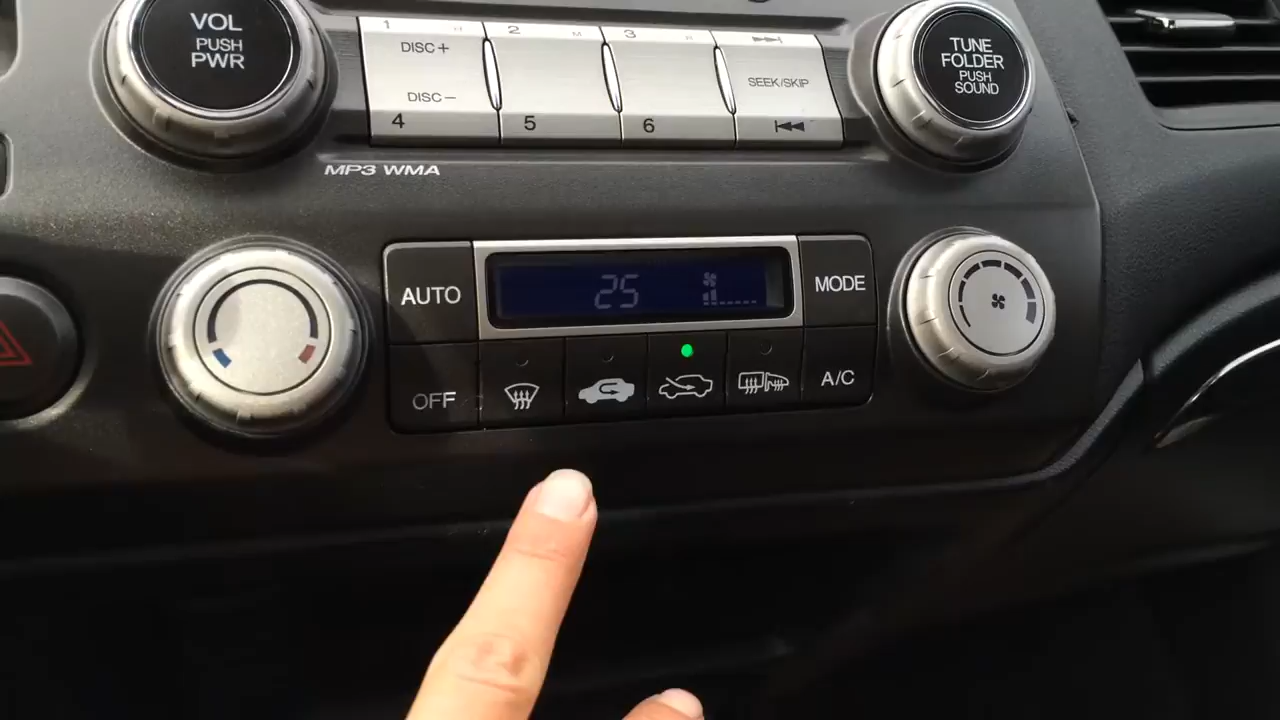 VOL
PUSH
PWR
1 2 M 3 R
DISC+
DISC−
SEEK/SKIP
4 5 6
TUNE
FOLDER
PUSH
SOUND
MP3 WMA
AUTO
25
MODE
OFF
A/C